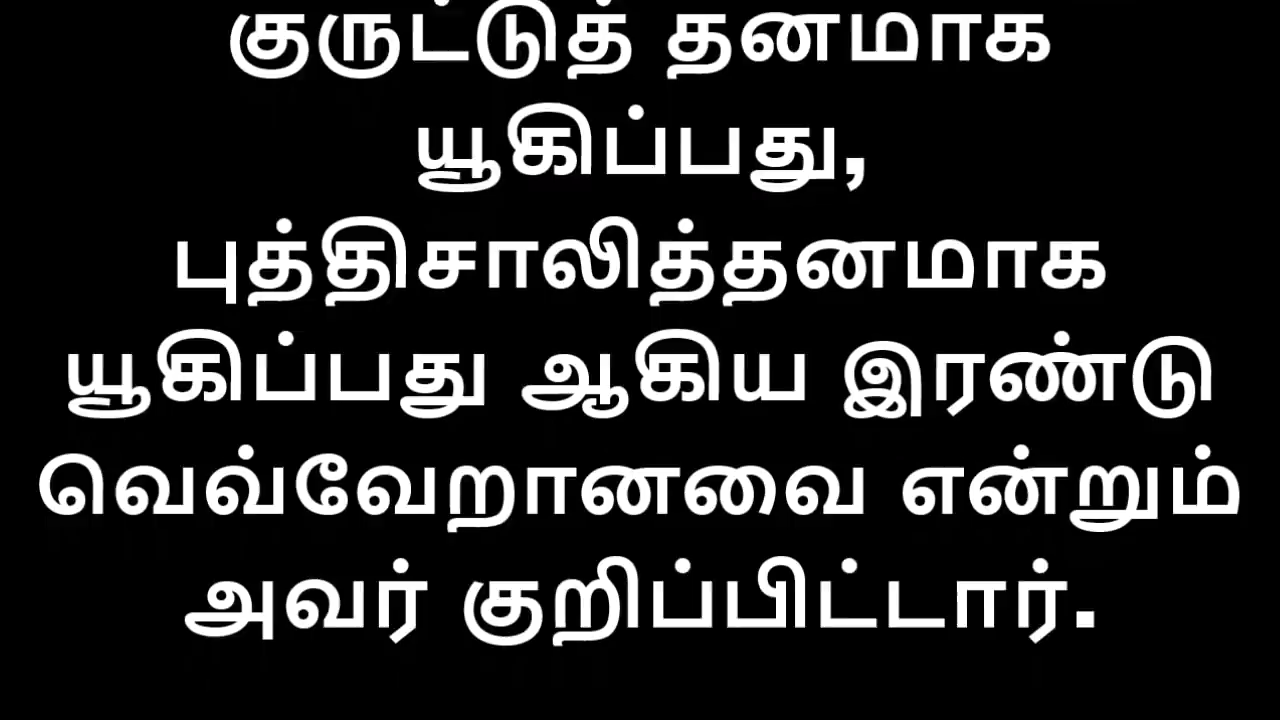 குருட்டுத் தனமாக
யூகிப்பது,
புத்திசாலித்தனமாக
யூகிப்பது ஆகிய இரண்டு
வெவ்வேறானவை என்றும்
அவர் குறிப்பிட்டார்.